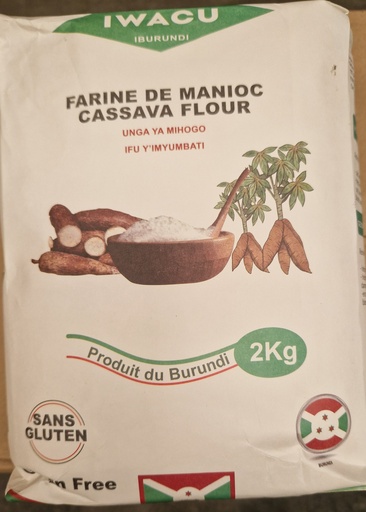 IWACU
IBURUNDI
FARINE DE MANIOC
CASSAVA FLOUR
UNGA YA MIHOGO
IFU Y'IMYUMBATI
Produit du Burundi
2Kg
SANS
GLUTEN
Free